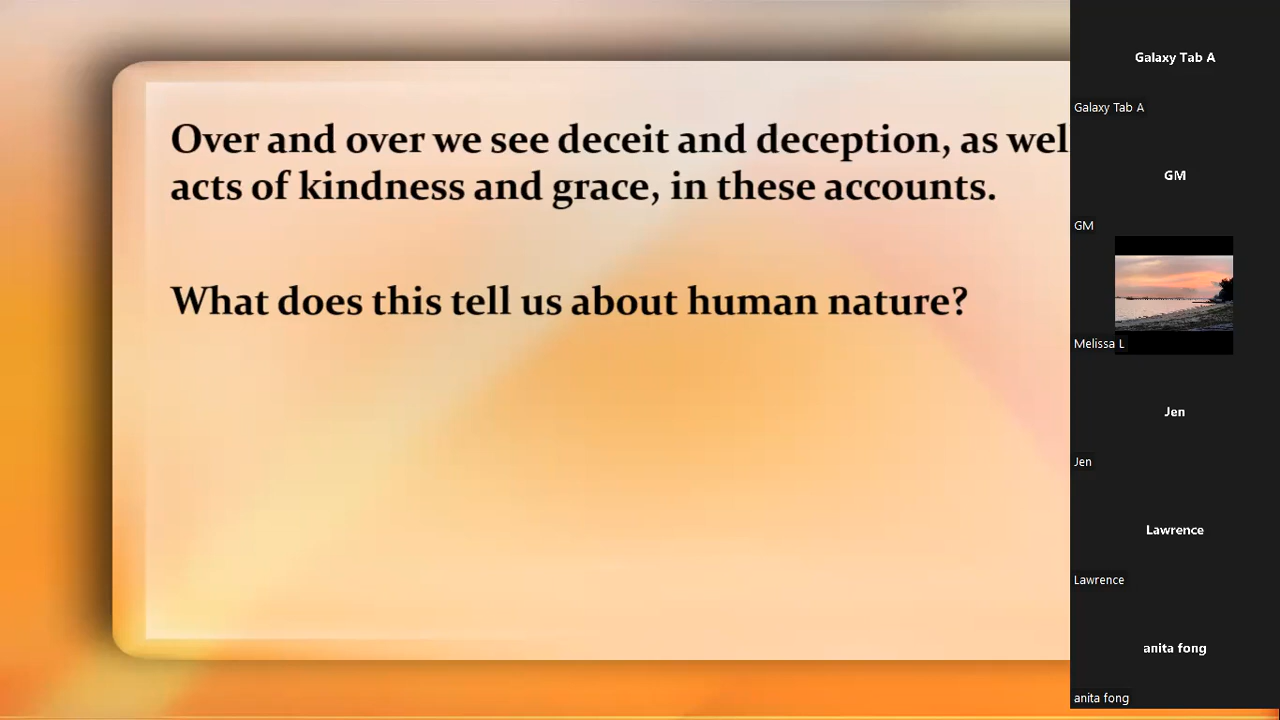 Over and over we see deceit and deception, as wel
acts of kindness and grace, in these accounts.
What does this tell us about human nature?
Galaxy Tab A
Galaxy Tab A
GM
GM
Melissa L
Jen
Jen
Lawrence
Lawrence
anita fong
anita fong